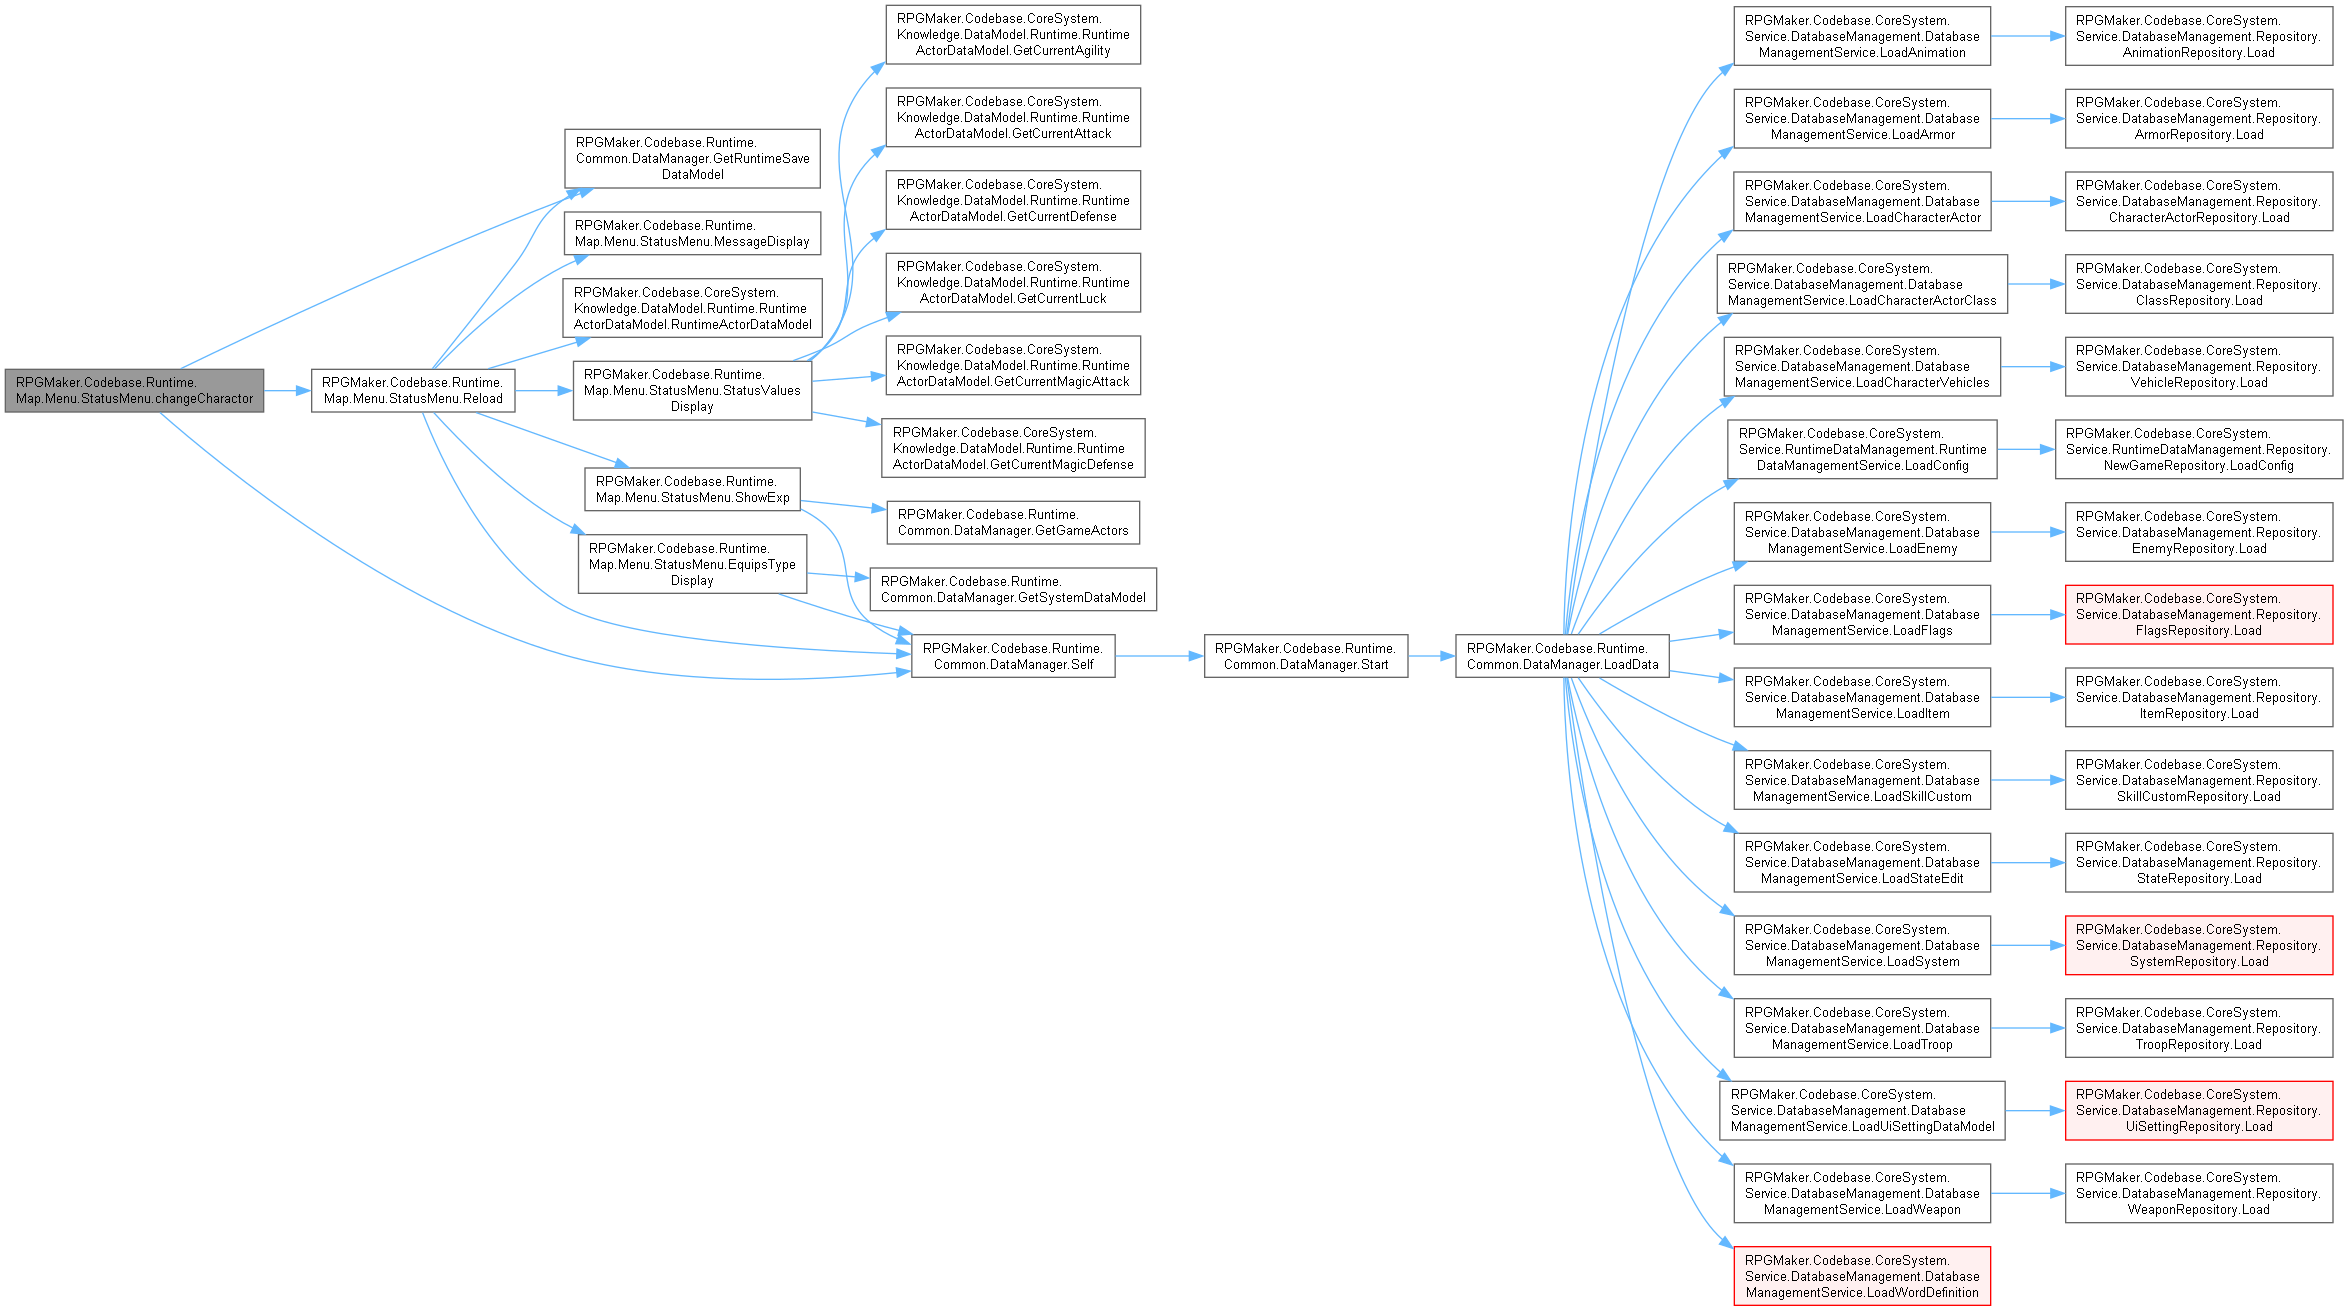 RPGMaker.Codebase.Runtime.
Map.Menu.StatusMenu.changeCharactor
RPGMaker.Codebase.Runtime.
Map.Menu.StatusMenu.Reload
RPGMaker.Codebase.Runtime.
Common.DataManager.GetRuntimeSave
DataModel
RPGMaker.Codebase.Runtime.
Map.Menu.StatusMenu.MessageDisplay
RPGMaker.Codebase.CoreSystem.
Knowledge.DataModel.Runtime.Runtime
ActorDataModel.RuntimeActorDataModel
RPGMaker.Codebase.Runtime.
Map.Menu.StatusMenu.StatusValues
Display
RPGMaker.Codebase.Runtime.
Map.Menu.StatusMenu.ShowExp
RPGMaker.Codebase.Runtime.
Map.Menu.StatusMenu.EquipsType
Display
RPGMaker.Codebase.CoreSystem.
Knowledge.DataModel.Runtime.Runtime
ActorDataModel.GetCurrentAgility
RPGMaker.Codebase.CoreSystem.
Knowledge.DataModel.Runtime.Runtime
ActorDataModel.GetCurrentAttack
RPGMaker.Codebase.CoreSystem.
Knowledge.DataModel.Runtime.Runtime
ActorDataModel.GetCurrentDefense
RPGMaker.Codebase.CoreSystem.
Knowledge.DataModel.Runtime.Runtime
ActorDataModel.GetCurrentLuck
RPGMaker.Codebase.CoreSystem.
Knowledge.DataModel.Runtime.Runtime
ActorDataModel.GetCurrentMagicAttack
RPGMaker.Codebase.CoreSystem.
Knowledge.DataModel.Runtime.Runtime
ActorDataModel.GetCurrentMagicDefense
RPGMaker.Codebase.Runtime.
Common.DataManager.GetGameActors
RPGMaker.Codebase.Runtime.
Common.DataManager.GetSystemDataModel
RPGMaker.Codebase.Runtime.
Common.DataManager.Self
RPGMaker.Codebase.Runtime.
Common.DataManager.Start
RPGMaker.Codebase.Runtime.
Common.DataManager.LoadData
RPGMaker.Codebase.CoreSystem.
Service.DatabaseManagement.Database
ManagementService.LoadAnimation
RPGMaker.Codebase.CoreSystem.
Service.DatabaseManagement.Repository.
AnimationRepository.Load
RPGMaker.Codebase.CoreSystem.
Service.DatabaseManagement.Database
ManagementService.LoadArmor
RPGMaker.Codebase.CoreSystem.
Service.DatabaseManagement.Repository.
ArmorRepository.Load
RPGMaker.Codebase.CoreSystem.
Service.DatabaseManagement.Database
ManagementService.LoadCharacterActor
RPGMaker.Codebase.CoreSystem.
Service.DatabaseManagement.Repository.
CharacterActorRepository.Load
RPGMaker.Codebase.CoreSystem.
Service.DatabaseManagement.Database
ManagementService.LoadCharacterActorClass
RPGMaker.Codebase.CoreSystem.
Service.DatabaseManagement.Repository.
ClassRepository.Load
RPGMaker.Codebase.CoreSystem.
Service.DatabaseManagement.Database
ManagementService.LoadCharacterVehicles
RPGMaker.Codebase.CoreSystem.
Service.DatabaseManagement.Repository.
VehicleRepository.Load
RPGMaker.Codebase.CoreSystem.
Service.RuntimeDataManagement.Runtime
DataManagementService.LoadConfig
RPGMaker.Codebase.CoreSystem.
Service.RuntimeDataManagement.Repository.
NewGameRepository.LoadConfig
RPGMaker.Codebase.CoreSystem.
Service.DatabaseManagement.Database
ManagementService.LoadEnemy
RPGMaker.Codebase.CoreSystem.
Service.DatabaseManagement.Repository.
EnemyRepository.Load
RPGMaker.Codebase.CoreSystem.
Service.DatabaseManagement.Database
ManagementService.LoadFlags
RPGMaker.Codebase.CoreSystem.
Service.DatabaseManagement.Repository.
FlagsRepository.Load
RPGMaker.Codebase.CoreSystem.
Service.DatabaseManagement.Database
ManagementService.LoadItem
RPGMaker.Codebase.CoreSystem.
Service.DatabaseManagement.Repository.
ItemRepository.Load
RPGMaker.Codebase.CoreSystem.
Service.DatabaseManagement.Database
ManagementService.LoadSkillCustom
RPGMaker.Codebase.CoreSystem.
Service.DatabaseManagement.Repository.
SkillCustomRepository.Load
RPGMaker.Codebase.CoreSystem.
Service.DatabaseManagement.Database
ManagementService.LoadStateEdit
RPGMaker.Codebase.CoreSystem.
Service.DatabaseManagement.Repository.
StateRepository.Load
RPGMaker.Codebase.CoreSystem.
Service.DatabaseManagement.Database
ManagementService.LoadSystem
RPGMaker.Codebase.CoreSystem.
Service.DatabaseManagement.Repository.
SystemRepository.Load
RPGMaker.Codebase.CoreSystem.
Service.DatabaseManagement.Database
ManagementService.LoadTroop
RPGMaker.Codebase.CoreSystem.
Service.DatabaseManagement.Repository.
TroopRepository.Load
RPGMaker.Codebase.CoreSystem.
Service.DatabaseManagement.Database
ManagementService.LoadUiSettingDataModel
RPGMaker.Codebase.CoreSystem.
Service.DatabaseManagement.Repository.
UiSettingRepository.Load
RPGMaker.Codebase.CoreSystem.
Service.DatabaseManagement.Database
ManagementService.LoadWeapon
RPGMaker.Codebase.CoreSystem.
Service.DatabaseManagement.Repository.
WeaponRepository.Load
RPGMaker.Codebase.CoreSystem.
Service.DatabaseManagement.Database
ManagementService.LoadWordDefinition